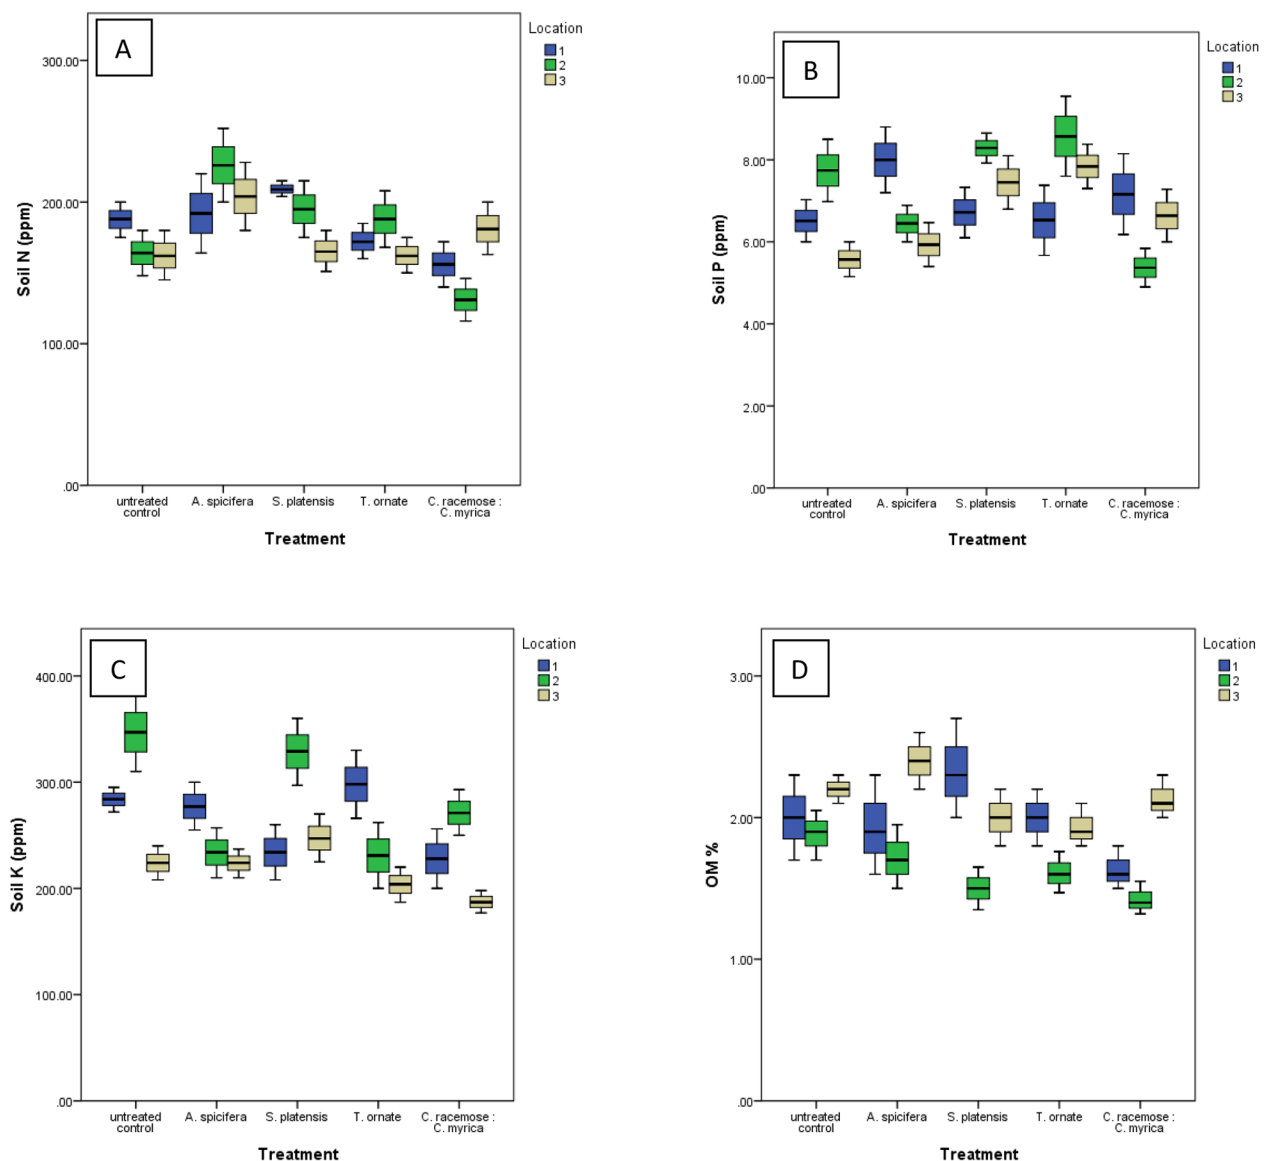 A
Location
1
2
3
300.00
200.00
100.00
.00
Soil N (ppm)
untreated
control
A. spicifera
S. platensis
T. ornate
C. racemose :
C. myrica
Treatment
B
Location
1
2
3
10.00
8.00
6.00
4.00
2.00
.00
Soil P (ppm)
untreated
control
A. spicifera
S. platensis
T. ornate
C. racemose :
C. myrica
Treatment
C
Location
1
2
3
400.00
300.00
200.00
100.00
.00
Soil K (ppm)
untreated
control
A. spicifera
S. platensis
T. ornate
C. racemose :
C. myrica
Treatment
D
Location
1
2
3
3.00
2.00
1.00
.00
OM %
untreated
control
A. spicifera
S. platensis
T. ornate
C. racemose :
C. myrica
Treatment